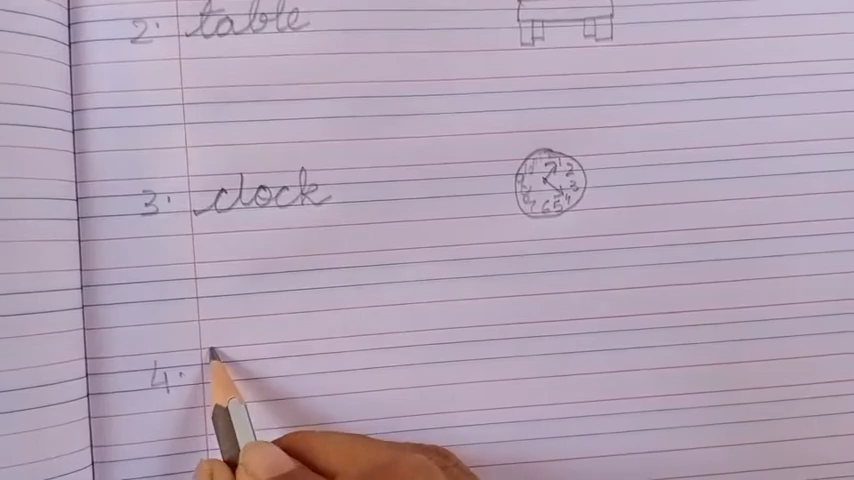 2. table
3. clock
4.